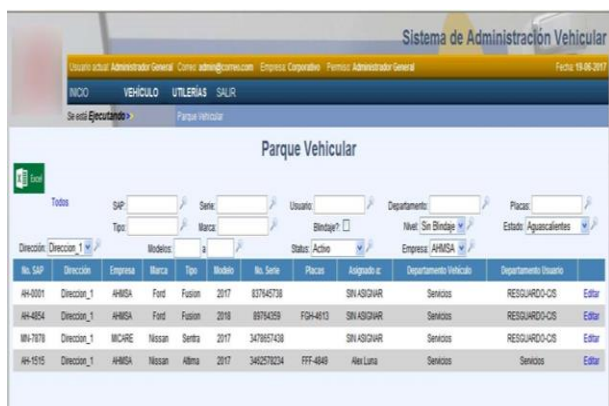 Sistema de Administración Vehicular
Usuario actual: Administrador General Correo: admin@correo.com Empresa: Corporativo Permiso: Administrador General Fecha: 19-06-2017
INICIO VEHÍCULO UTILERÍAS SALIR
Se está Ejecutando >> Parque Vehicular
Parque Vehicular
Excel
Todos SAP: Serie: Usuario: Departamento: Placas:
Tipo: Marca: Blindaje?: Nivel: Sin Blindaje Estado: Aguascalientes
Dirección: Direccion_1 Modelos: a Status: Activo Empresa: AHMSA
No. SAP Dirección Empresa Marca Tipo Modelo No. Serie Placas Asignado a: Departamento Vehículo Departamento Usuario
AH-0001 Direccion_1 AHMSA Ford Fusion 2017 837645738 SIN ASIGNAR Servicios RESGUARDO-C/S Editar
AH-4854 Direccion_1 AHMSA Ford Fusion 2018 89764359 FGH-4613 SIN ASIGNAR Servicios RESGUARDO-C/S Editar
MN-7878 Direccion_1 MICARE Nissan Sentra 2017 3478657438 SIN ASIGNAR Servicios RESGUARDO-C/S Editar
AH-1515 Direccion_1 AHMSA Nissan Altima 2017 3462578234 FFF-4849 Alex Luna Servicios Servicios Editar